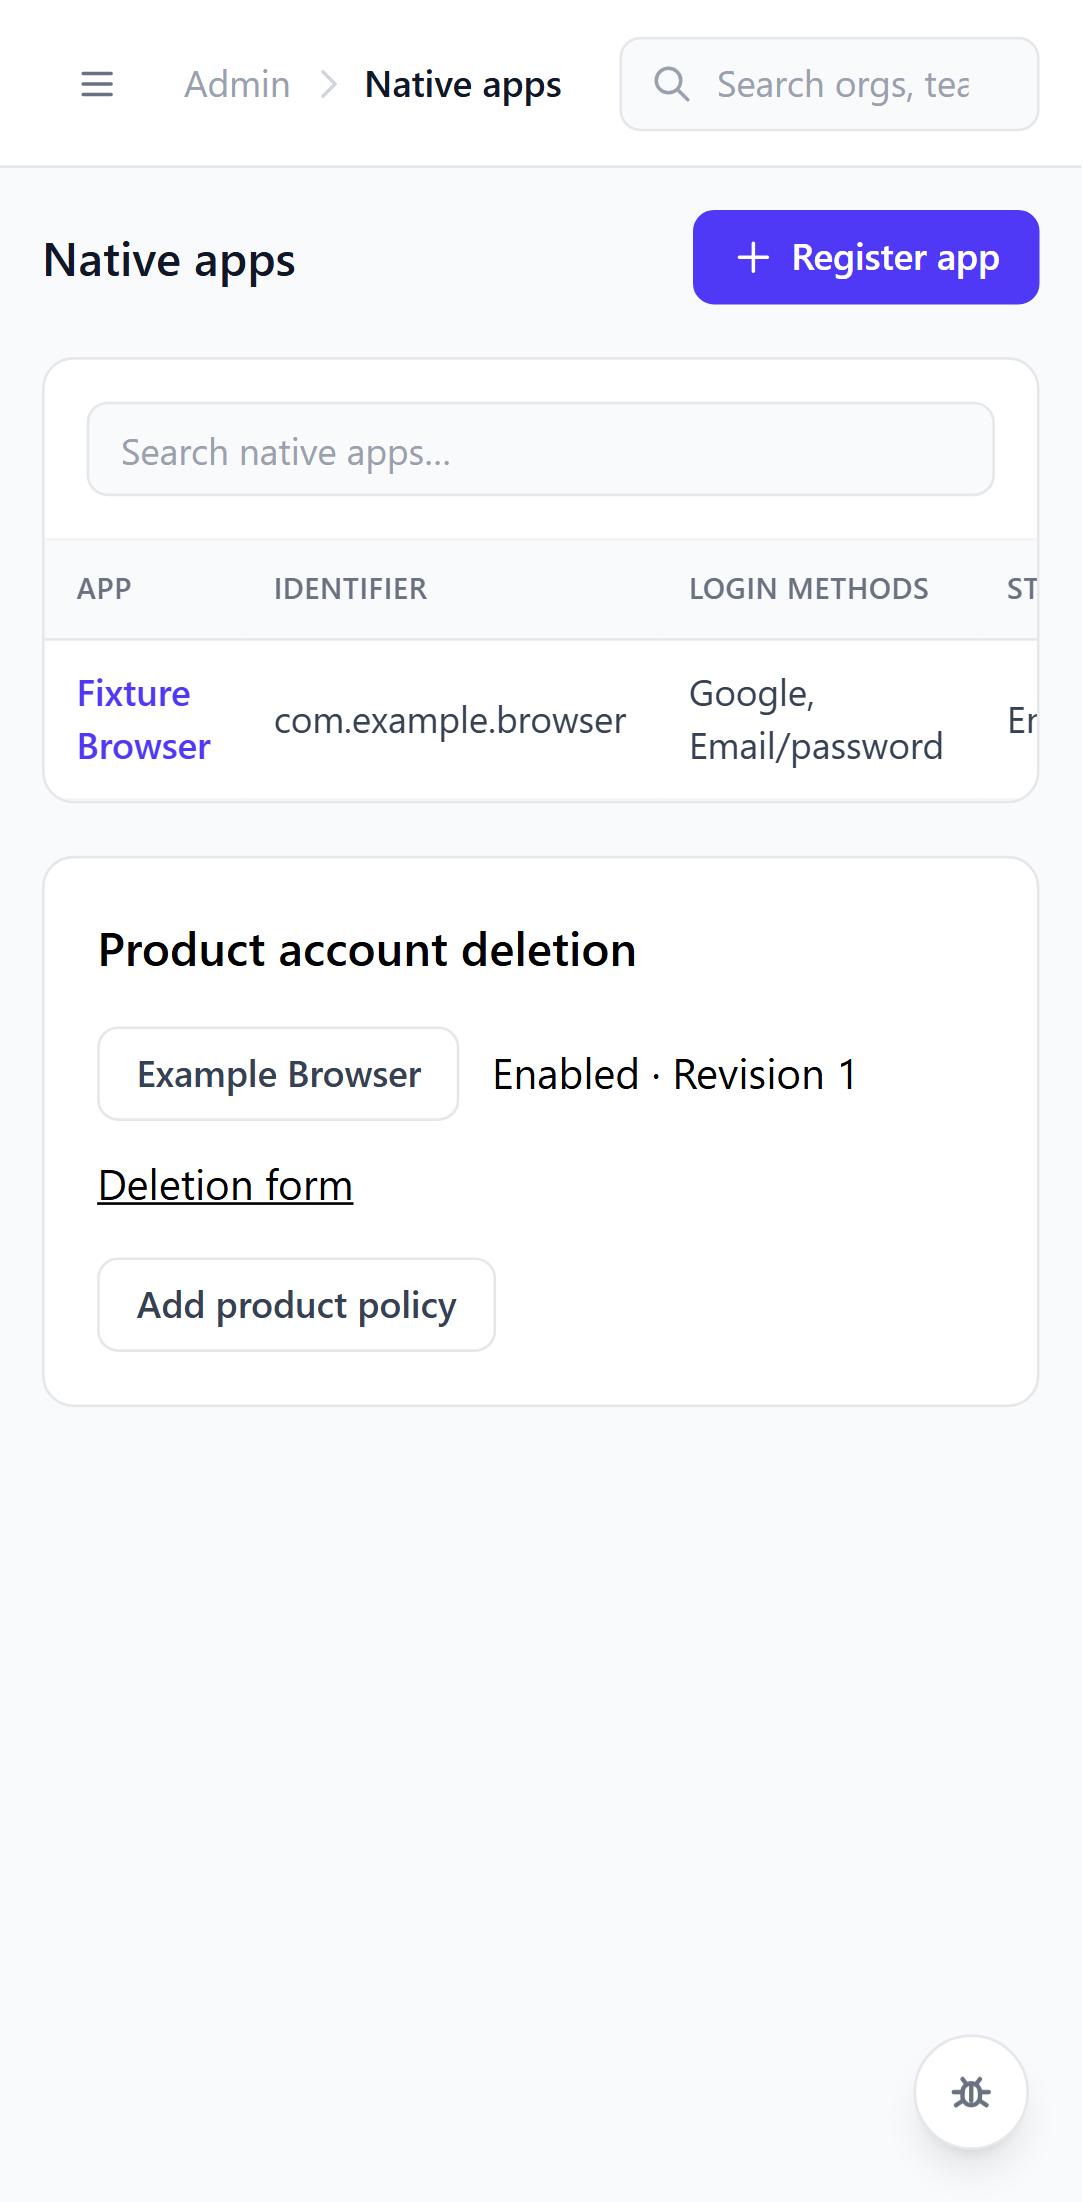 Admin > Native apps
Search orgs, tea
Native apps
Register app
Search native apps...
APP IDENTIFIER LOGIN METHODS ST
Fixture Browser
com.example.browser
Google,
Email/password
En
Product account deletion
Example Browser Enabled · Revision 1
Deletion form
Add product policy